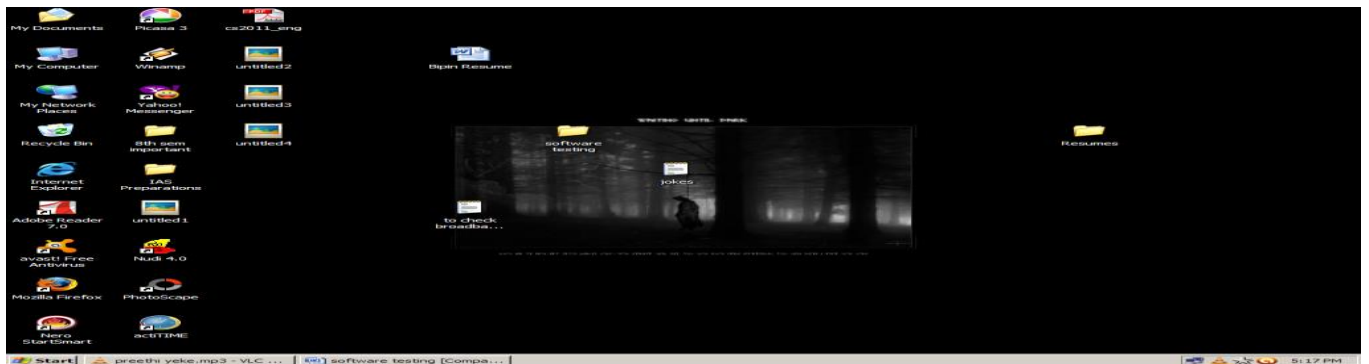 My Documents
Picasa 3
cs2011_eng
My Computer
Winamp
untitled2
Bipin Resume
My Network
Places
Yahoo!
Messenger
untitled3
Recycle Bin
8th sem
important
untitled4
software
testing
Resumes
Internet
Explorer
IAS
Preparations
jokes
Adobe Reader
7.0
untitled1
to check
broadba...
avast! Free
Antivirus
Nudi 4.0
Mozilla Firefox
PhotoScape
Nero
StartSmart
actiTIME
Start
preethi yeke.mp3 - VLC ...
software testing [Compa...
5:17 PM